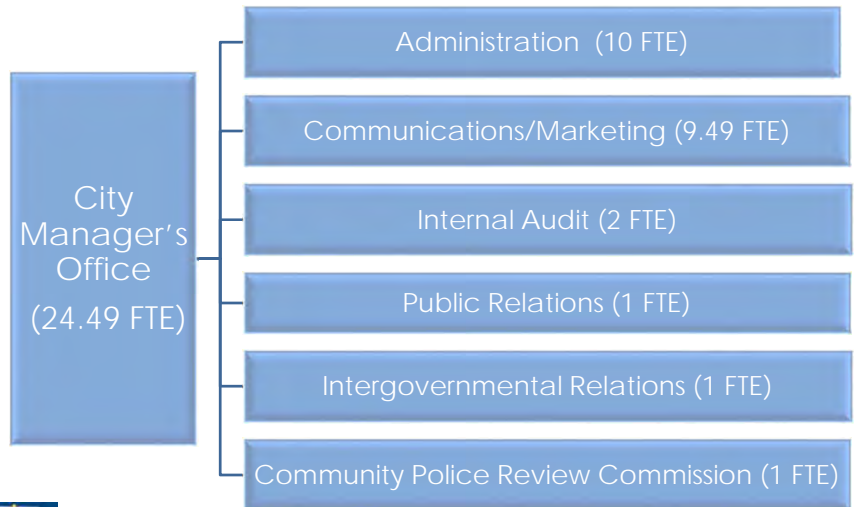 City
Manager's
Office
(24.49 FTE)
Administration (10 FTE)
Communications/Marketing (9.49 FTE)
Internal Audit (2 FTE)
Public Relations (1 FTE)
Intergovernmental Relations (1 FTE)
Community Police Review Commission (1 FTE)